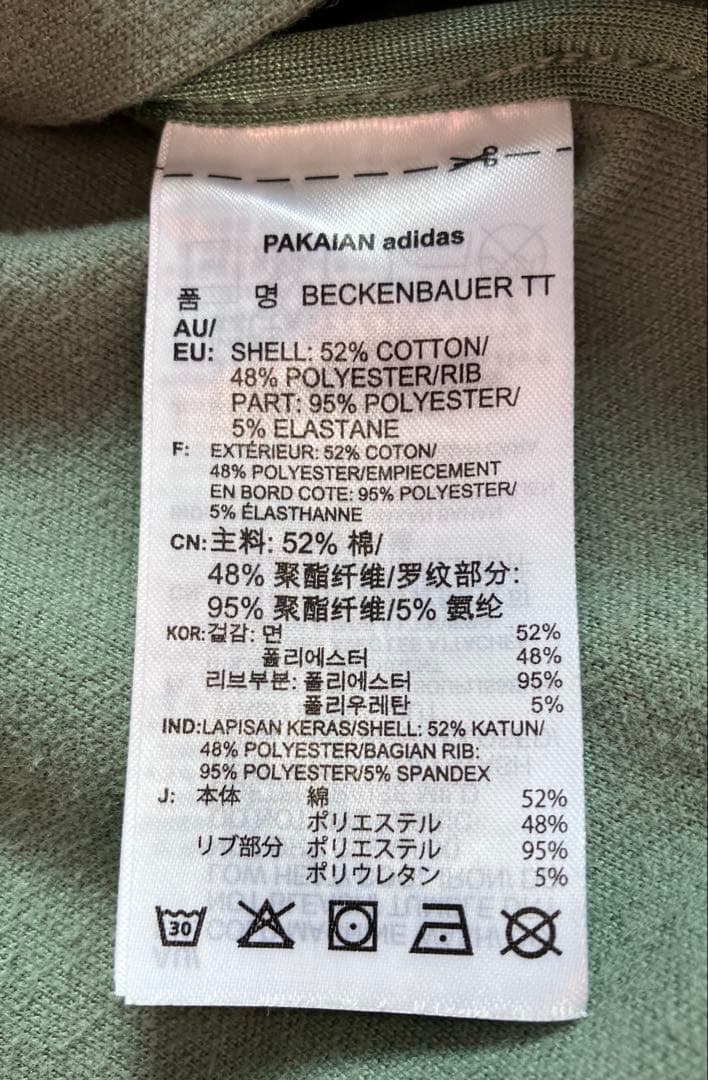 PAKAIAN adidas
품 명 BECKENBAUER TT
AU/
EU: SHELL: 52% COTTON/
48% POLYESTER/RIB
PART: 95% POLYESTER/
5% ELASTANE
F: EXTÉRIEUR: 52% COTON/
48% POLYESTER/EMPIECEMENT
EN BORD COTE: 95% POLYESTER/
5% ÉLASTHANNE
CN: 主料: 52% 棉/
48% 聚酯纤维/罗纹部分:
95% 聚酯纤维/5% 氨纶
KOR: 겉감: 면 52%
폴리에스터 48%
리브부분: 폴리에스터 95%
폴리우레탄 5%
IND: LAPISAN KERAS/SHELL: 52% KATUN/
48% POLYESTER/BAGIAN RIB:
95% POLYESTER/5% SPANDEX
J: 本体 綿 52%
ポリエステル 48%
リブ部分 ポリエステル 95%
ポリウレタン 5%
30